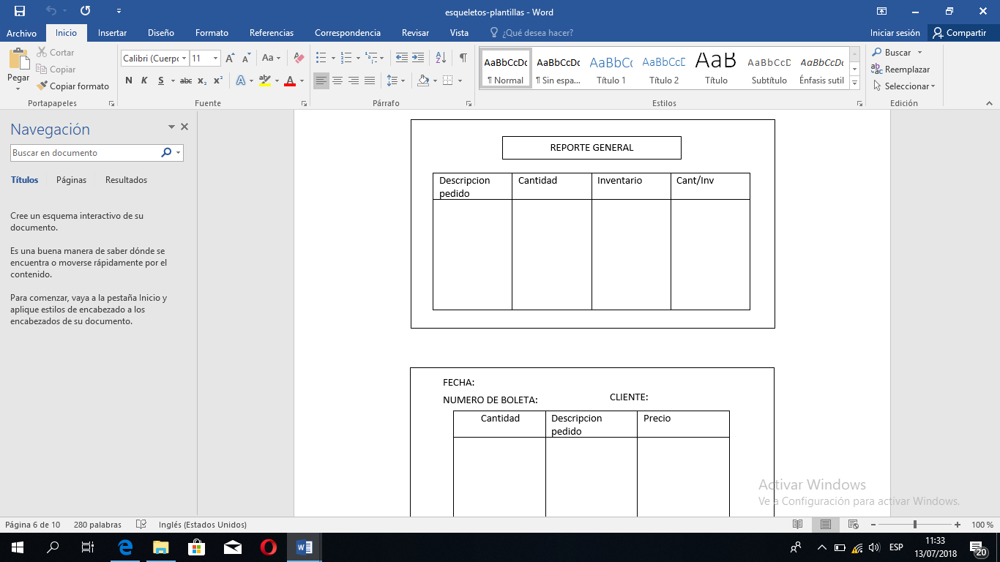 esqueletos-plantillas - Word
Archivo Inicio Insertar Diseño Formato Referencias Correspondencia Revisar Vista ¿Qué desea hacer? Iniciar sesión Compartir
Pegar
Cortar
Copiar
Copiar formato
Portapapeles
Calibri (Cuerpo 11
N K S abc x₂ x²
Fuente
Párrafo
AaBbCcDc AaBbCcDc AaBbCc AaBbCcD AaB AaBbCcD AaBbCcDc
¶ Normal ¶ Sin espa... Título 1 Título 2 Título Subtítulo Énfasis sutil
Estilos
Buscar
Reemplazar
Seleccionar
Edición
Navegación
Buscar en documento
Títulos Páginas Resultados
Cree un esquema interactivo de su
documento.
Es una buena manera de saber dónde se
encuentra o moverse rápidamente por el
contenido.
Para comenzar, vaya a la pestaña Inicio y
aplique estilos de encabezado a los
encabezados de su documento.
REPORTE GENERAL
Descripcion pedido
Cantidad
Inventario
Cant/Inv
FECHA:
NUMERO DE BOLETA:
CLIENTE:
Cantidad
Descripcion pedido
Precio
Activar Windows
Ve a Configuración para activar Windows.
Página 6 de 10 280 palabras Inglés (Estados Unidos) 100 %
ESP
11:33
13/07/2018
20